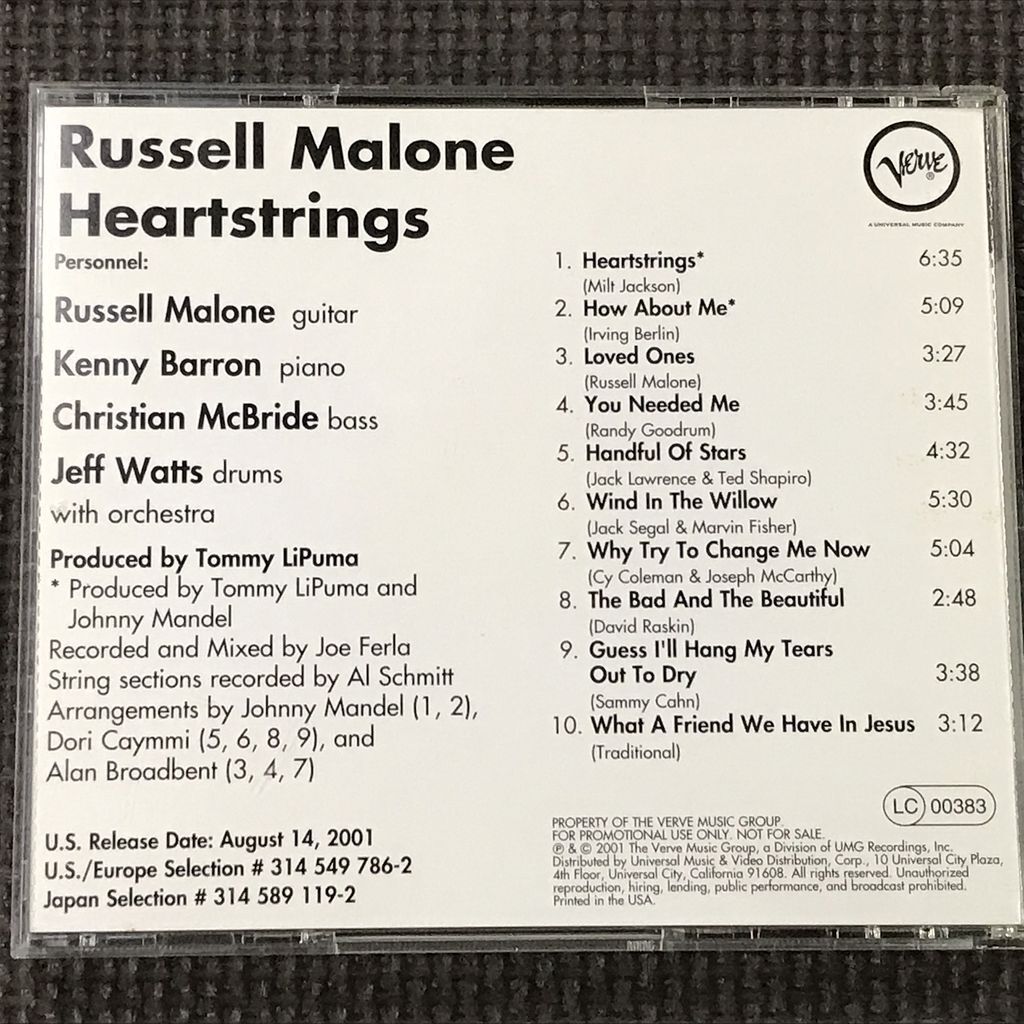 Russell Malone
Heartstrings
Personnel:
Russell Malone guitar
Kenny Barron piano
Christian McBride bass
Jeff Watts drums
with orchestra
Produced by Tommy LiPuma
* Produced by Tommy LiPuma and
Johnny Mandel
Recorded and Mixed by Joe Ferla
String sections recorded by Al Schmitt
Arrangements by Johnny Mandel (1, 2),
Dori Caymmi (5, 6, 8, 9), and
Alan Broadbent (3, 4, 7)
U.S. Release Date: August 14, 2001
U.S./Europe Selection # 314 549 786-2
Japan Selection # 314 589 119-2
Verve®
A UNIVERSAL MUSIC COMPANY
1. Heartstrings* 6:35
(Milt Jackson)
2. How About Me* 5:09
(Irving Berlin)
3. Loved Ones 3:27
(Russell Malone)
4. You Needed Me 3:45
(Randy Goodrum)
5. Handful Of Stars 4:32
(Jack Lawrence & Ted Shapiro)
6. Wind In The Willow 5:30
(Jack Segal & Marvin Fisher)
7. Why Try To Change Me Now 5:04
(Cy Coleman & Joseph McCarthy)
8. The Bad And The Beautiful 2:48
(David Raskin)
9. Guess I'll Hang My Tears
Out To Dry 3:38
(Sammy Cahn)
10. What A Friend We Have In Jesus 3:12
(Traditional)
LC 00383
PROPERTY OF THE VERVE MUSIC GROUP.
FOR PROMOTIONAL USE ONLY. NOT FOR SALE.
℗ & © 2001 The Verve Music Group, a Division of UMG Recordings, Inc.
Distributed by Universal Music & Video Distribution, Corp., 10 Universal City Plaza,
4th Floor, Universal City, California 91608. All rights reserved. Unauthorized
reproduction, hiring, lending, public performance, and broadcast prohibited.
Printed in the USA.